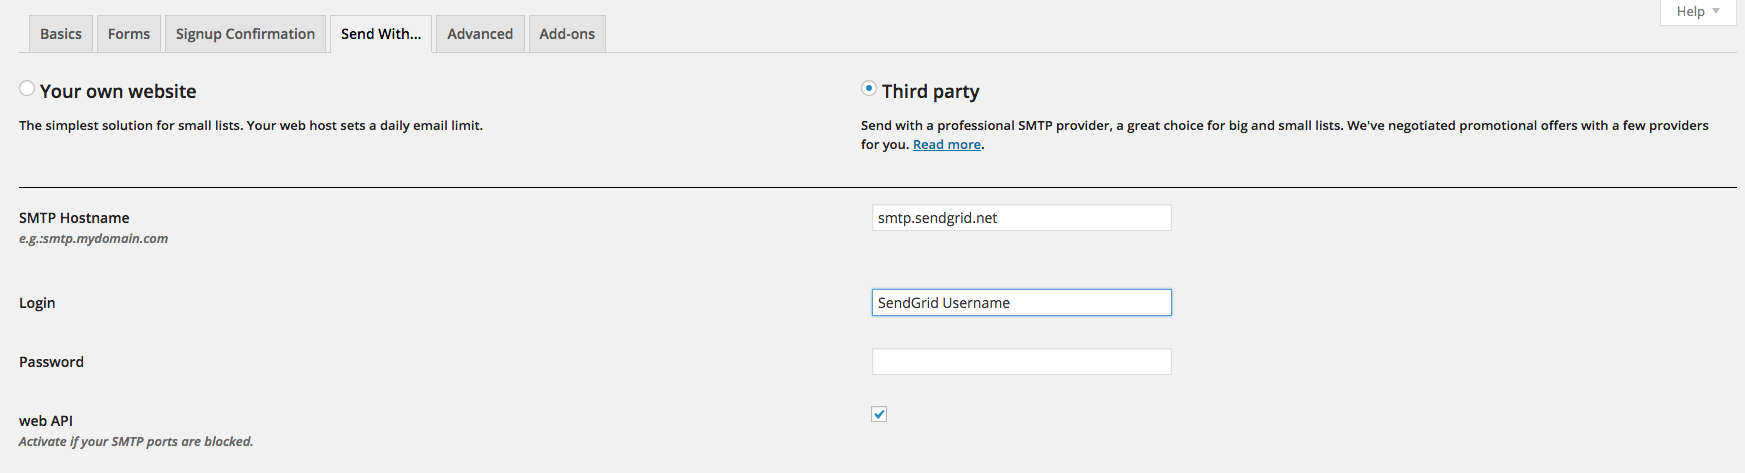 Help
Basics
Forms
Signup Confirmation
Send With...
Advanced
Add-ons
Your own website
The simplest solution for small lists. Your web host sets a daily email limit.
Third party
Send with a professional SMTP provider, a great choice for big and small lists. We've negotiated promotional offers with a few providers
for you. Read more.
SMTP Hostname
e.g.:smtp.mydomain.com
smtp.sendgrid.net
Login
SendGrid Username
Password
web API
Activate if your SMTP ports are blocked.